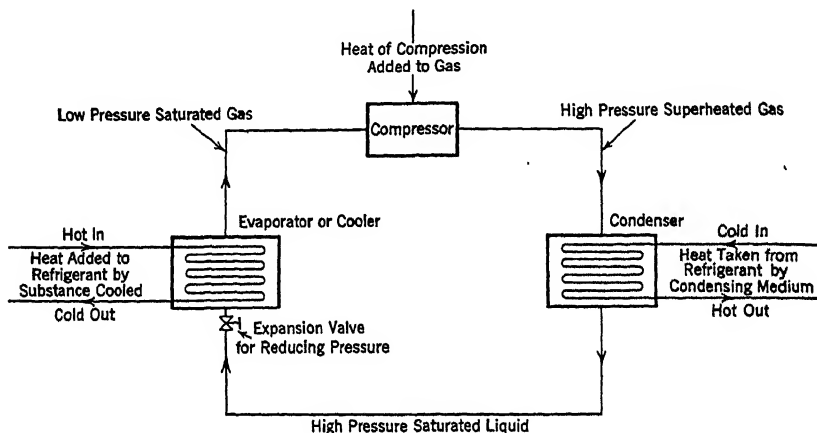 Heat of Compression
Added to Gas
Low Pressure Saturated Gas
Compressor
High Pressure Superheated Gas
Evaporator or Cooler
Condenser
Hot In
Heat Added to
Refrigerant by
Substance Cooled
Cold Out
Cold In
Heat Taken from
Refrigerant by
Condensing Medium
Hot Out
Expansion Valve
for Reducing Pressure
High Pressure Saturated Liquid